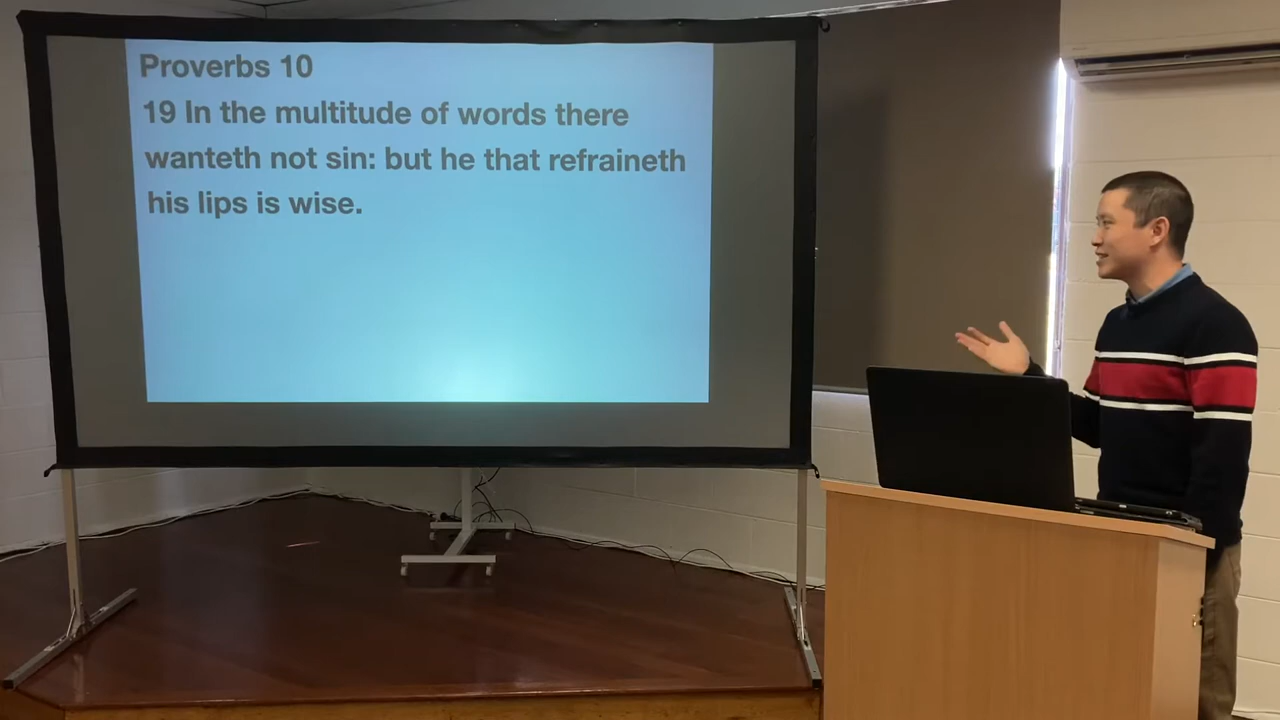 Proverbs 10
19 In the multitude of words there
wanteth not sin: but he that refraineth
his lips is wise.